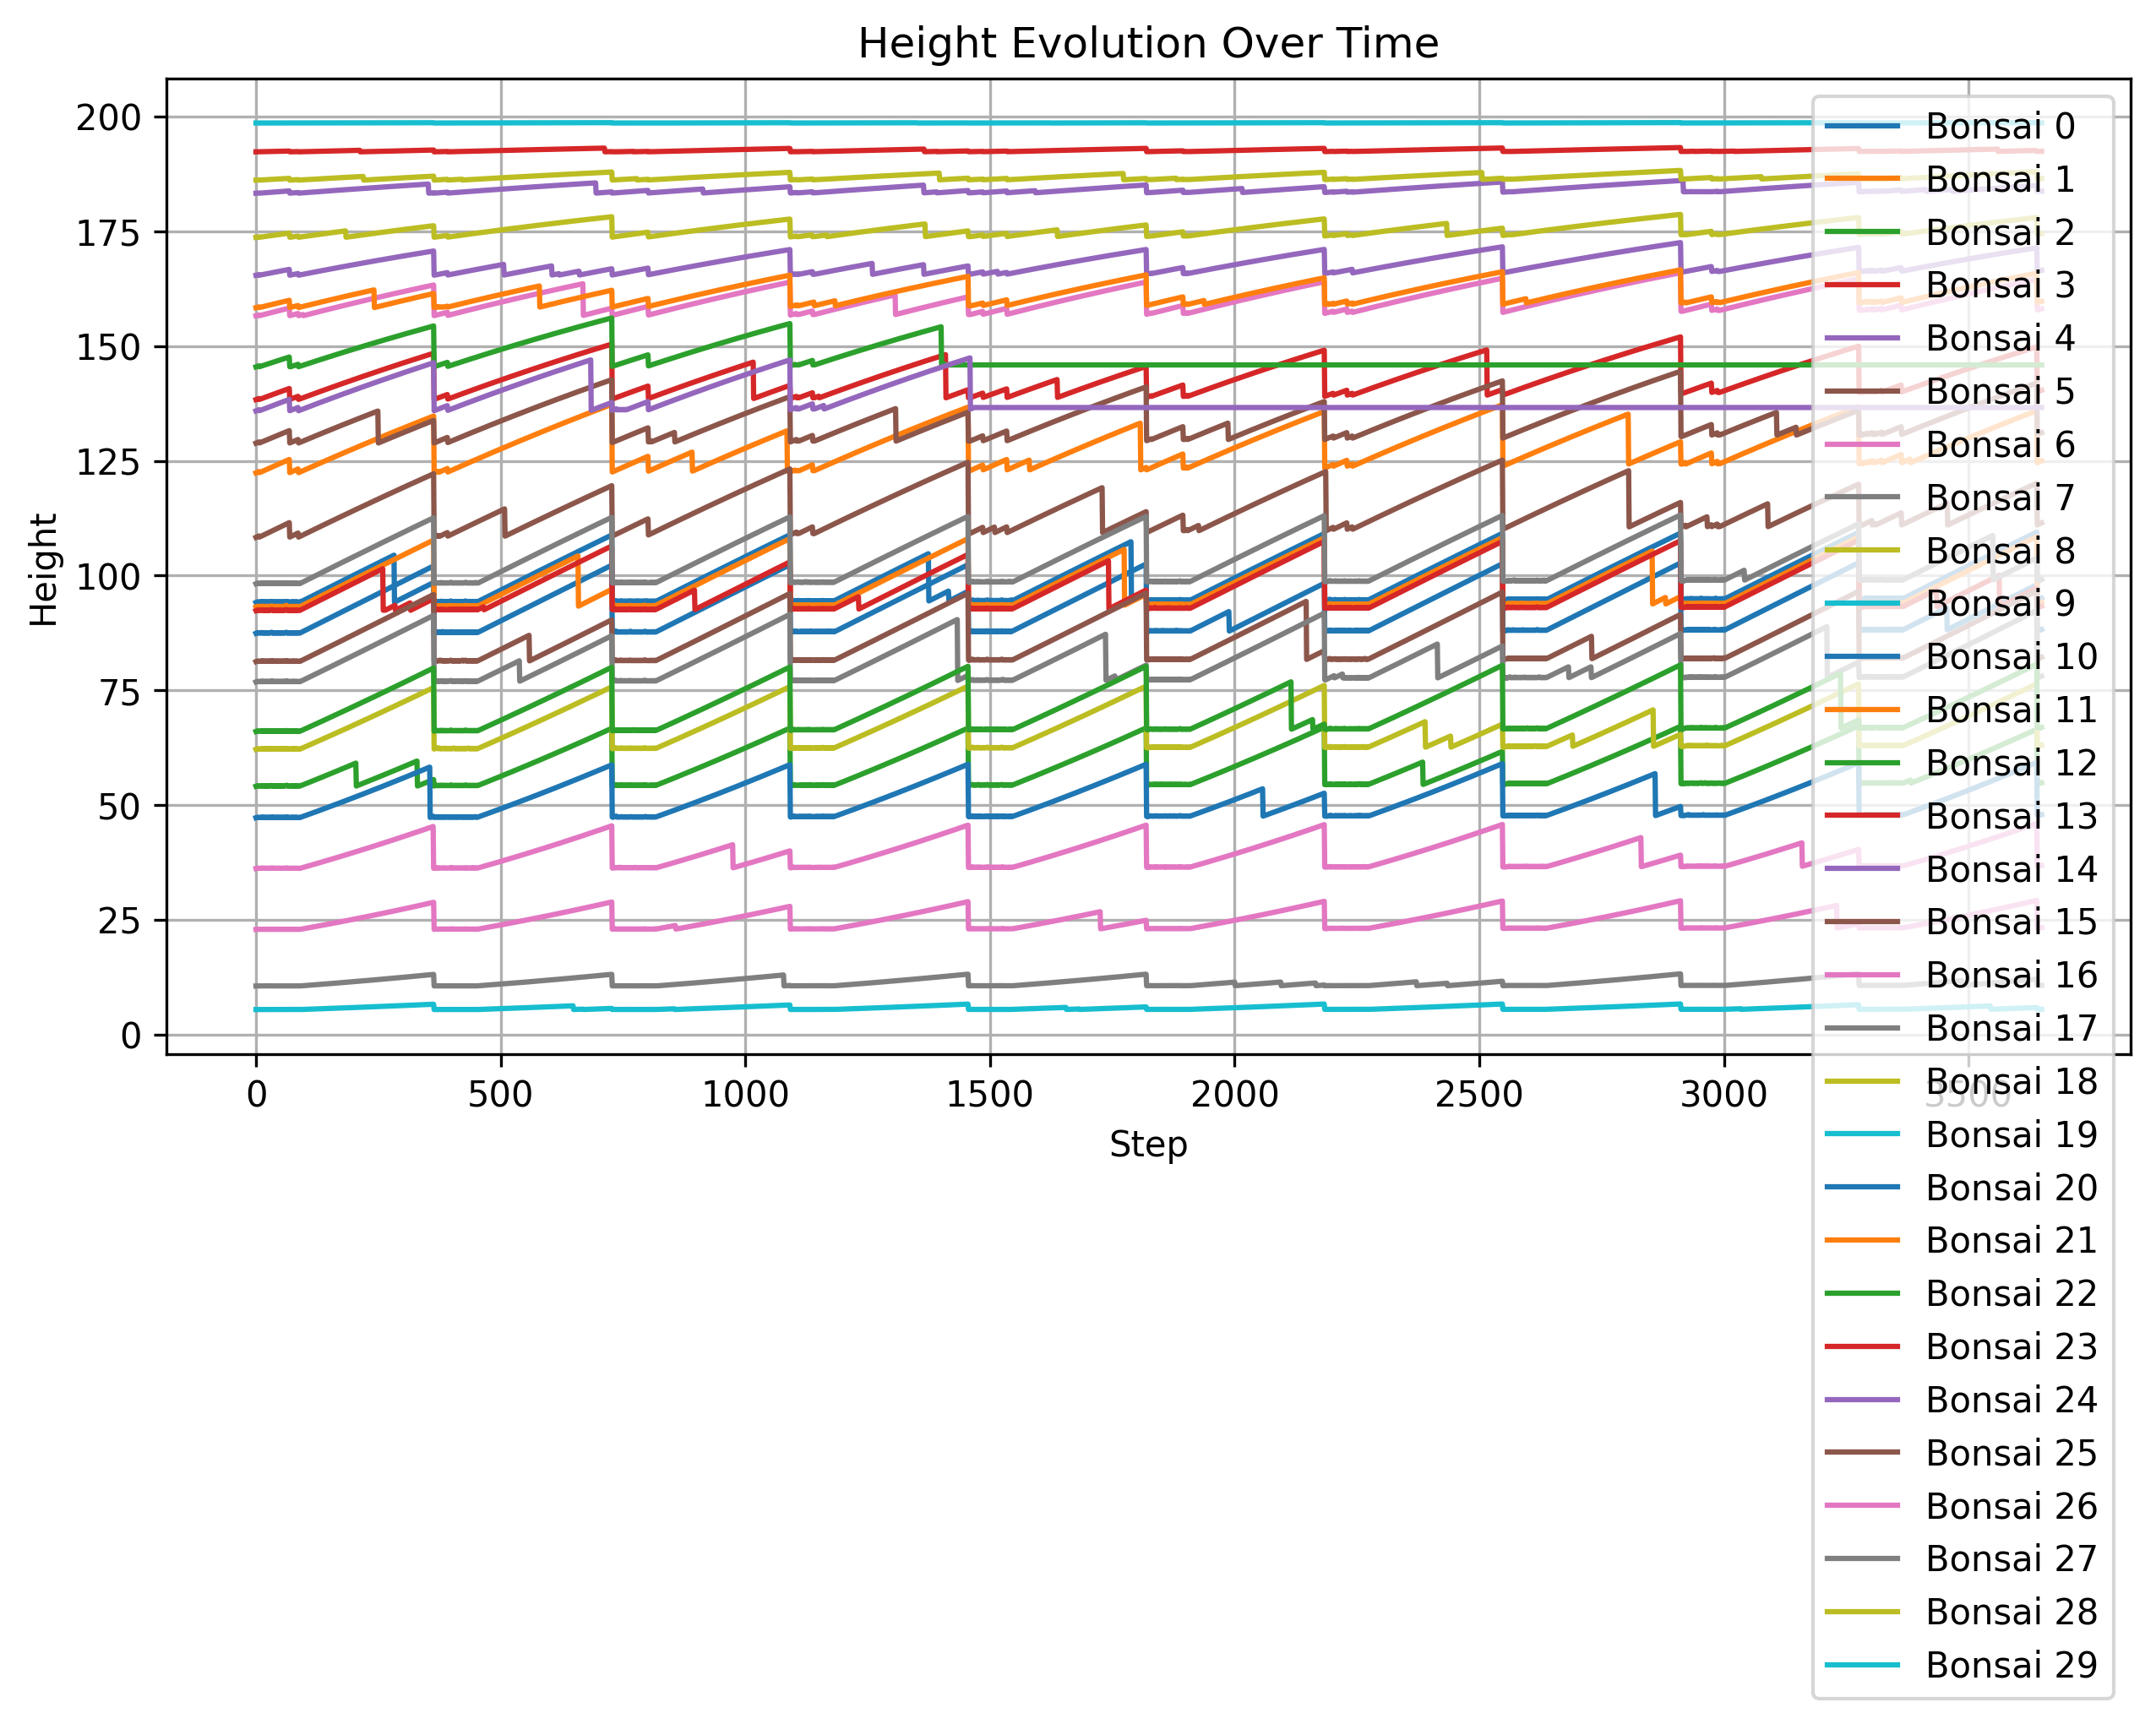 Height Evolution Over Time
200
175
150
125
100
75
50
25
0
Height
0
500
1000
1500
2000
2500
3000
3500
Step
Bonsai 0
Bonsai 1
Bonsai 2
Bonsai 3
Bonsai 4
Bonsai 5
Bonsai 6
Bonsai 7
Bonsai 8
Bonsai 9
Bonsai 10
Bonsai 11
Bonsai 12
Bonsai 13
Bonsai 14
Bonsai 15
Bonsai 16
Bonsai 17
Bonsai 18
Bonsai 19
Bonsai 20
Bonsai 21
Bonsai 22
Bonsai 23
Bonsai 24
Bonsai 25
Bonsai 26
Bonsai 27
Bonsai 28
Bonsai 29